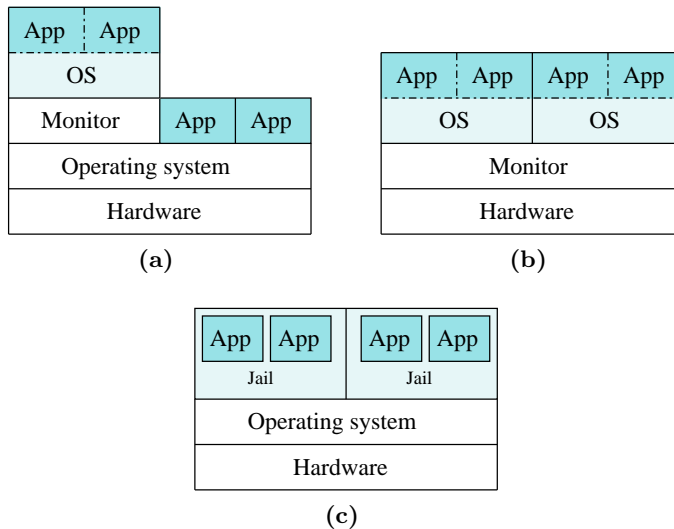 App App
OS
Monitor App App
Operating system
Hardware
(a)
App App App App
OS OS
Monitor
Hardware
(b)
App App App App
Jail Jail
Operating system
Hardware
(c)